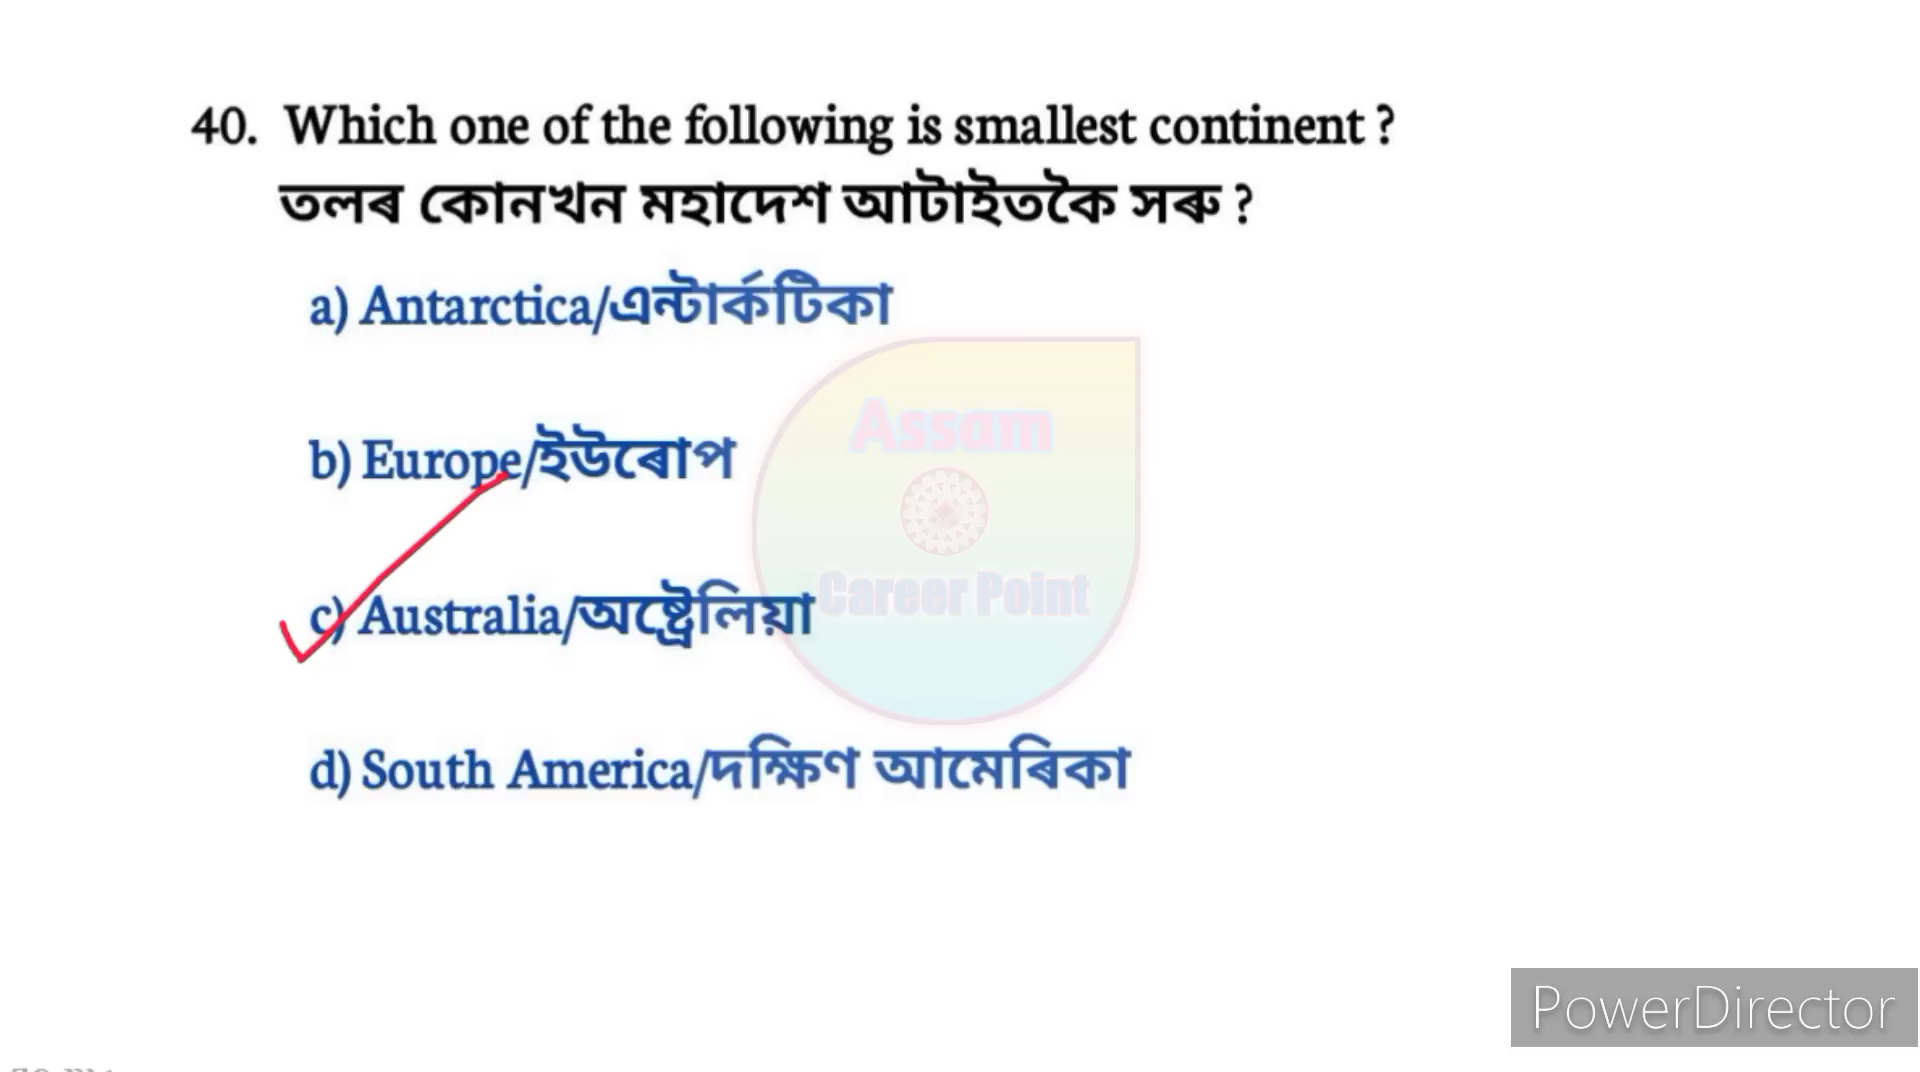 40. Which one of the following is smallest continent ?
তলৰ কোনখন মহাদেশ আটাইতকৈ সৰু ?
a) Antarctica/এন্টাৰ্কটিকা
b) Europe/ইউৰোপ
Assam
c) Australia/অষ্ট্ৰেলিয়া
Career Point
d) South America/দক্ষিণ আমেৰিকা
PowerDirector